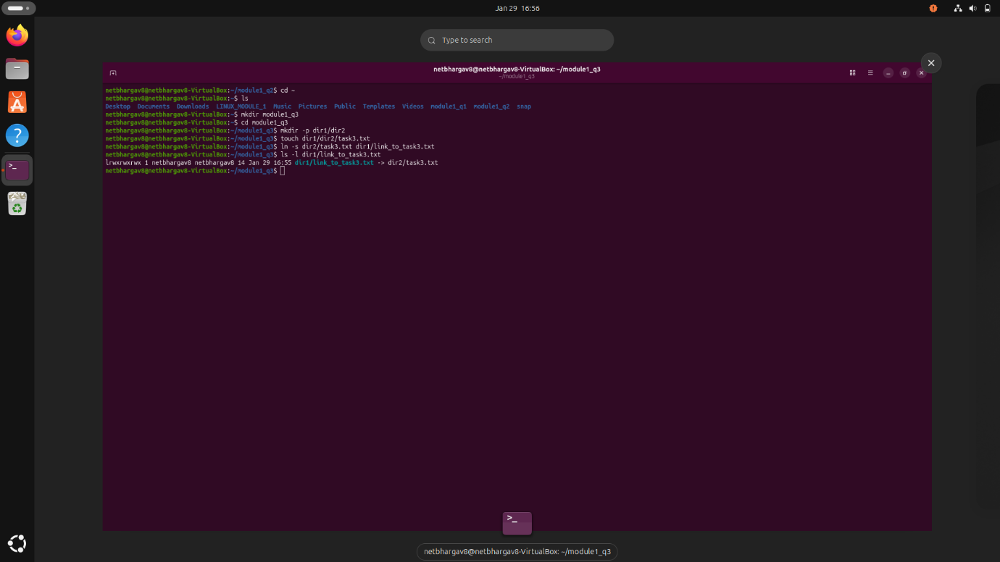 Jan 29 16:56
Type to search
netbhargav8@netbhargav8-VirtualBox: ~/module1_q3
~/module1_q3
netbhargav8@netbhargav8-VirtualBox:~/module1_q2$ cd ~
netbhargav8@netbhargav8-VirtualBox:~$ ls
Desktop Documents Downloads LINUX_MODULE_1 Music Pictures Public Templates Videos module1_q1 module1_q2 snap
netbhargav8@netbhargav8-VirtualBox:~$ mkdir module1_q3
netbhargav8@netbhargav8-VirtualBox:~$ cd module1_q3
netbhargav8@netbhargav8-VirtualBox:~/module1_q3$ mkdir -p dir1/dir2
netbhargav8@netbhargav8-VirtualBox:~/module1_q3$ touch dir1/dir2/task3.txt
netbhargav8@netbhargav8-VirtualBox:~/module1_q3$ ln -s dir2/task3.txt dir1/link_to_task3.txt
netbhargav8@netbhargav8-VirtualBox:~/module1_q3$ ls -l dir1/link_to_task3.txt
lrwxrwxrwx 1 netbhargav8 netbhargav8 14 Jan 29 16:55 dir1/link_to_task3.txt -> dir2/task3.txt
netbhargav8@netbhargav8-VirtualBox:~/module1_q3$
netbhargav8@netbhargav8-VirtualBox: ~/module1_q3